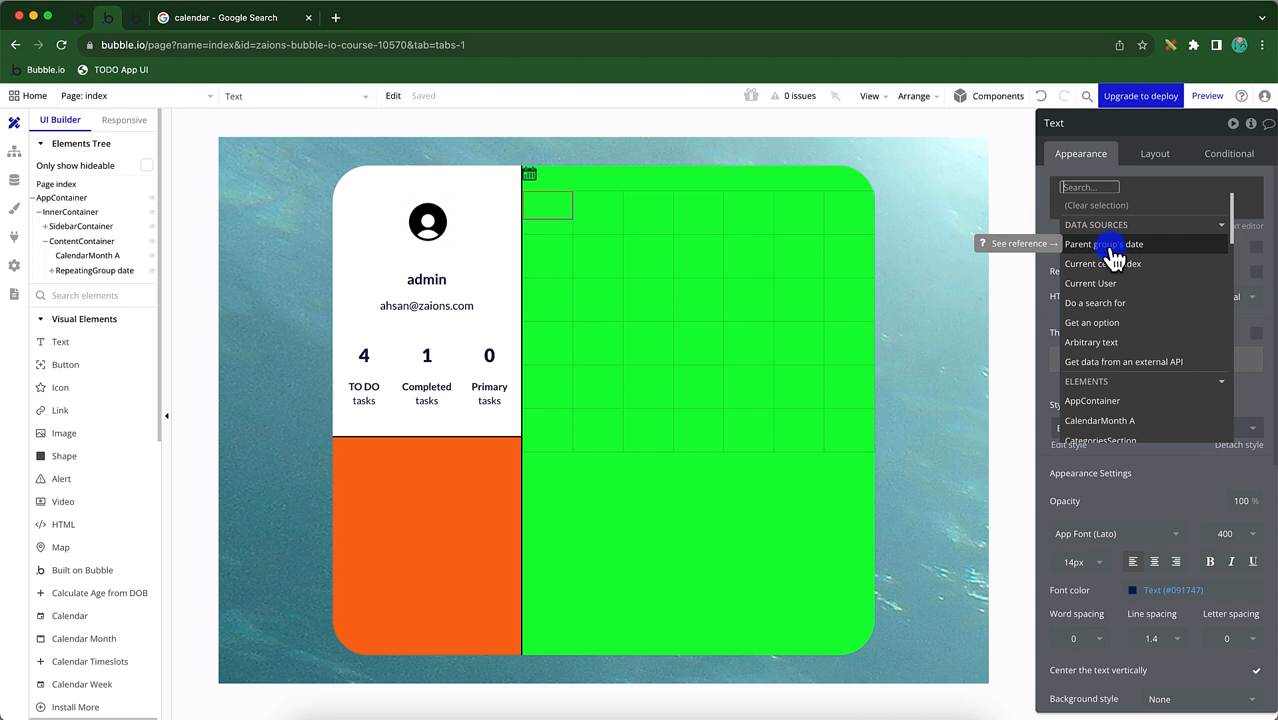 calendar - Google Search
bubble.io/page?name=index&id=zaions-bubble-io-course-10570&tab=tabs-1
Bubble.io
TODO App UI
Home
Page: index
Text
Edit
Saved
0 issues
View
Arrange
Components
Upgrade to deploy
Preview
UI Builder
Responsive
Elements Tree
Only show hideable
Page index
AppContainer
InnerContainer
SidebarContainer
ContentContainer
CalendarMonth A
RepeatingGroup date
Search elements
Visual Elements
Text
Button
Icon
Link
Image
Shape
Alert
Video
HTML
Map
Built on Bubble
Calculate Age from DOB
Calendar
Calendar Month
Calendar Timeslots
Calendar Week
Install More
admin
ahsan@zaions.com
4 1 0
TO DO Completed Primary
tasks tasks tasks
Text
Appearance
Layout
Conditional
Search...
(Clear selection)
DATA SOURCES
See reference →
Parent group's date
Current User
Do a search for
Get an option
Arbitrary text
Get data from an external API
ELEMENTS
AppContainer
CalendarMonth A
CategoriesSection
Edit style
Detach style
Appearance Settings
Opacity
100 %
App Font (Lato)
400
14px
B I U
Font color
Text (#091747)
Word spacing
Line spacing
Letter spacing
0
1.4
0
Center the text vertically
Background style
None